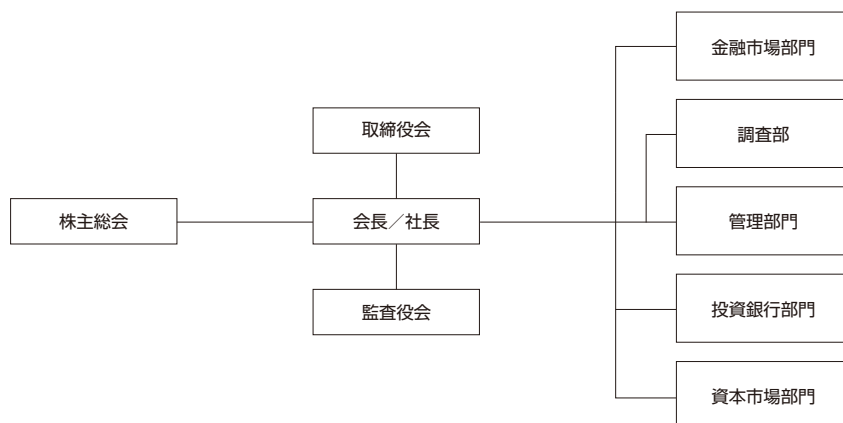 株主総会
取締役会
会長／社長
監査役会
金融市場部門
調査部
管理部門
投資銀行部門
資本市場部門